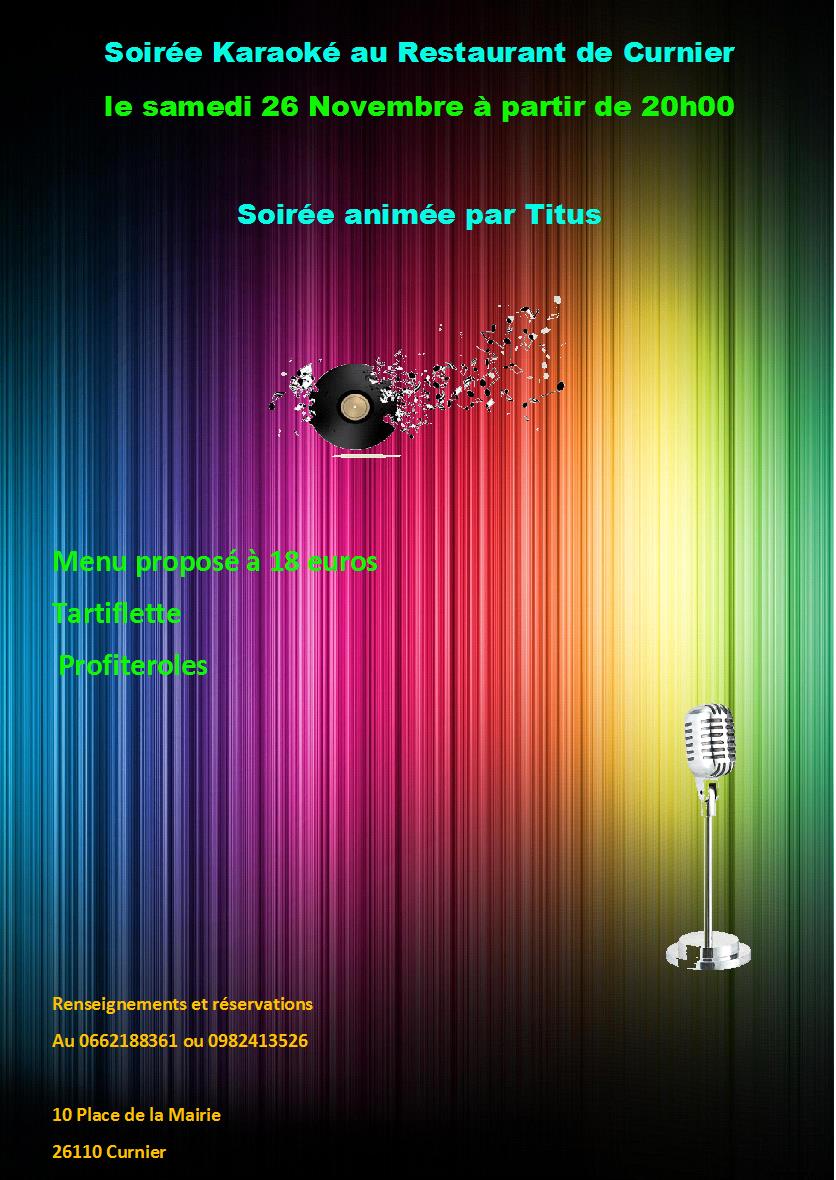 Soirée Karaoké au Restaurant de Curnier
le samedi 26 Novembre à partir de 20h00
Soirée animée par Titus
Menu proposé à 18 euros
Tartiflette
Profiteroles
Renseignements et réservations
Au 0662188361 ou 0982413526
10 Place de la Mairie
26110 Curnier